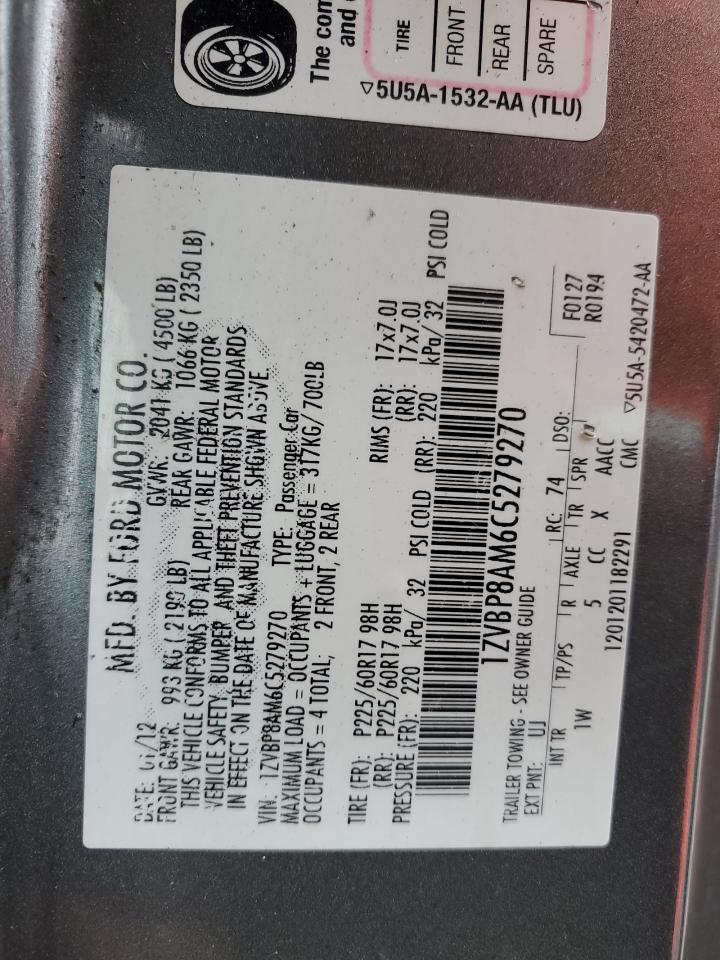 MFD. BY FORD MOTOR CO.
DATE: 01/12 GVWR: 2041 KG ( 4500 LB)
FRONT GAWR: 993 KG ( 2190 LB) REAR GAWR: 1066 KG ( 2350 LB)
THIS VEHICLE CONFORMS TO ALL APPLICABLE FEDERAL MOTOR
VEHICLE SAFETY, BUMPER, AND THEFT PREVENTION STANDARDS
IN EFFECT ON THE DATE OF MANUFACTURE SHOWN ABOVE.
VIN: 1ZVBP8AM6C5279270 TYPE: Passenger Car
MAXIMUM LOAD = OCCUPANTS + LUGGAGE = 317KG/ 700LB
OCCUPANTS = 4 TOTAL; 2 FRONT, 2 REAR
TIRE (FR): P225/60R17 98H RIMS (FR): 17x7.0J
(RR): P225/60R17 98H (RR): 17x7.0J
PRESSURE (FR): 220 kPa/ 32 PSI COLD (RR): 220 kPa/ 32 PSI COLD
1ZVBP8AM6C5279270
TRAILER TOWING - SEE OWNER GUIDE
EXT PNT: UJ RC: 74 DSO: F0127
R0194
INT TR TP/PS R AXLE TR SPR
1W 5 CC X AACC
1201201182291 CMC ▽5U5A-5420472-AA
The com
and
TIRE
FRONT
REAR
SPARE
▽5U5A-1532-AA (TLU)